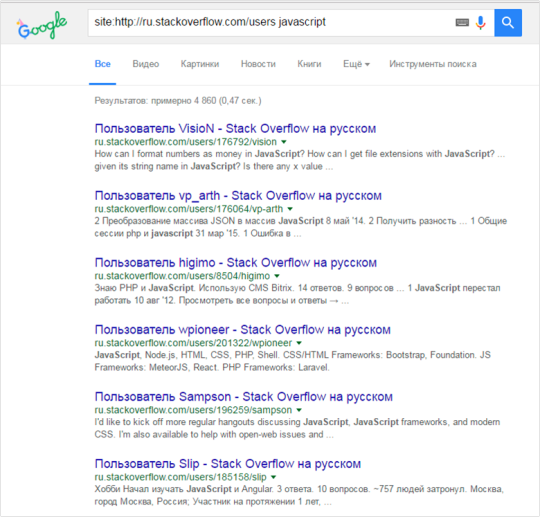 Google
site:http://ru.stackoverflow.com/users javascript
Все Видео Картинки Новости Книги Ещё Инструменты поиска
Результатов: примерно 4 860 (0,47 сек.)
Пользователь VisioN - Stack Overflow на русском
ru.stackoverflow.com/users/176792/vision
How can I format numbers as money in JavaScript? How can I get file extensions with JavaScript? ...
given its string name in JavaScript? Is there any x value ...
Пользователь vp_arth - Stack Overflow на русском
ru.stackoverflow.com/users/176064/vp-arth
2 Преобразование массива JSON в массив JavaScript 8 май '14. 2 Получить разность ... 1 Общие
сессии php и javascript 31 мар '15. 1 Ошибка в ...
Пользователь higimo - Stack Overflow на русском
ru.stackoverflow.com/users/8504/higimo
Знаю PHP и JavaScript. Использую CMS Bitrix. 14 ответов. 9 вопросов ... 1 JavaScript перестал
работать 10 авг '12. Просмотреть все вопросы и ответы → ...
Пользователь wpioneer - Stack Overflow на русском
ru.stackoverflow.com/users/201322/wpioneer
JavaScript, Node.js, HTML, CSS, PHP, Shell. CSS/HTML Frameworks: Bootstrap, Foundation. JS
Frameworks: MeteorJS, React. PHP Frameworks: Laravel.
Пользователь Sampson - Stack Overflow на русском
ru.stackoverflow.com/users/196259/sampson
I'd like to kick off more regular hangouts discussing JavaScript, JavaScript frameworks, and modern
CSS. I'm also available to help with open-web issues and ...
Пользователь Slip - Stack Overflow на русском
ru.stackoverflow.com/users/185158/slip
Хобби Начал изучать JavaScript и Angular. 3 ответа. 10 вопросов. ~757 людей затронул. Москва,
город Москва, Россия; Участник на протяжении 1 лет, ...